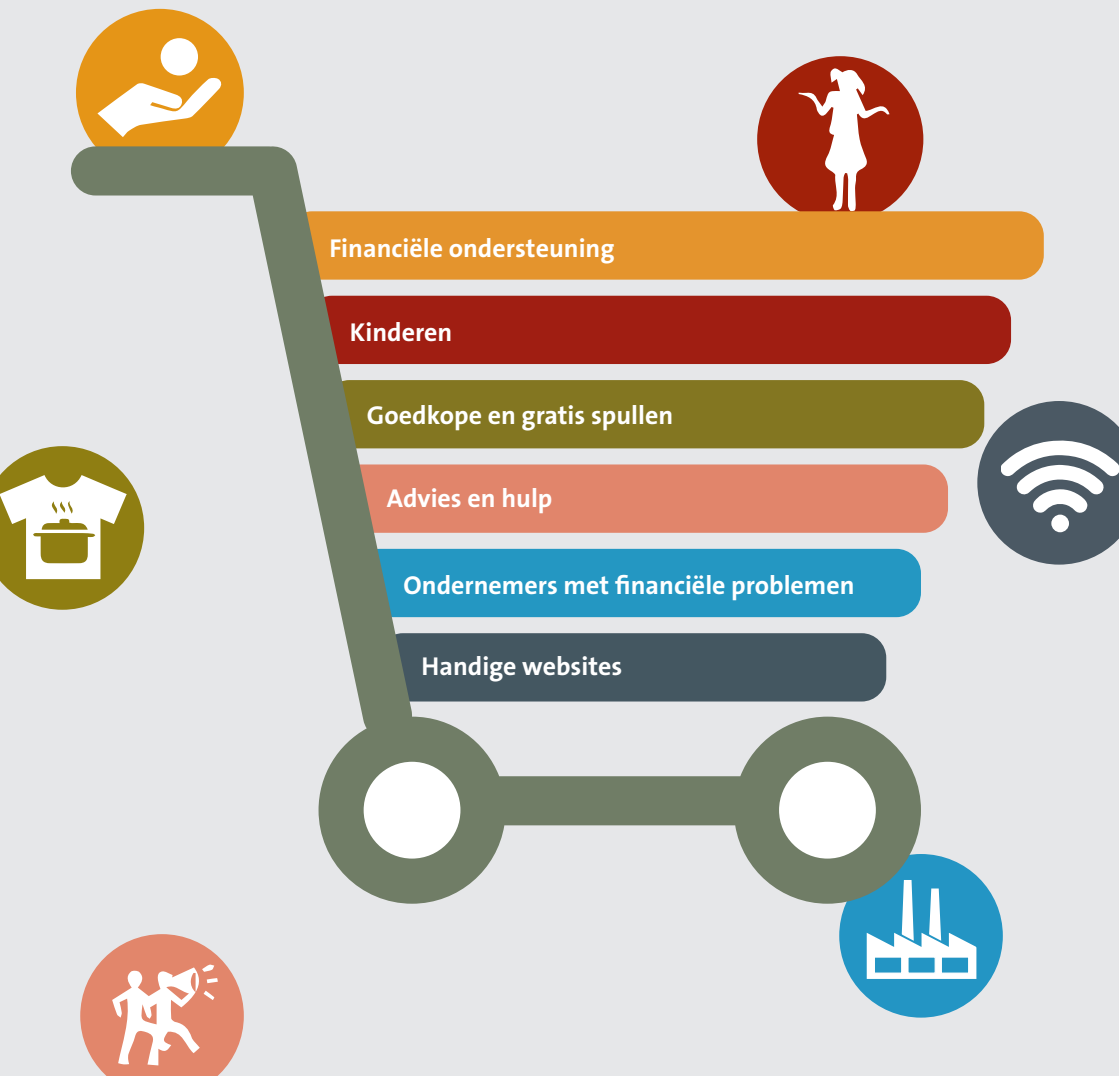 Financiële ondersteuning
Kinderen
Goedkope en gratis spullen
Advies en hulp
Ondernemers met financiële problemen
Handige websites